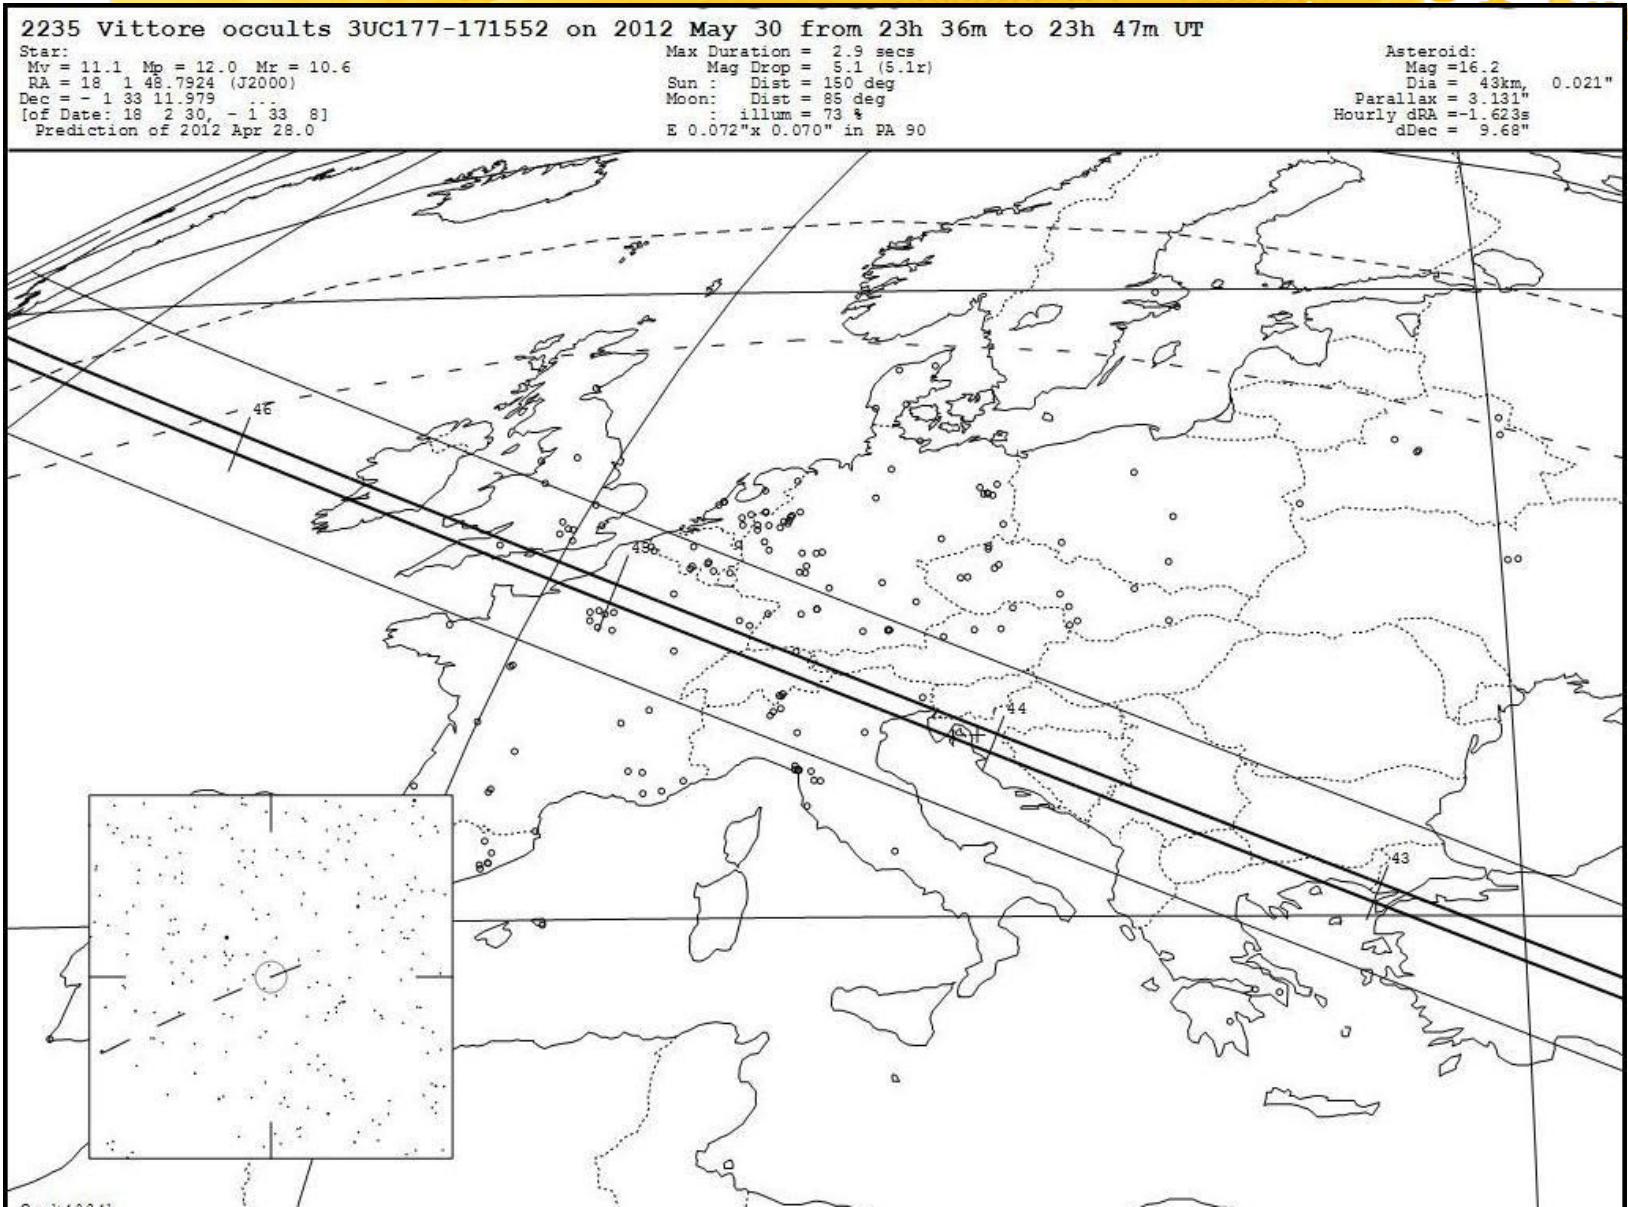 2235 Vittore occults 3UC177-171552 on 2012 May 30 from 23h 36m to 23h 47m UT
Star:
Mv = 11.1 Mp = 12.0 Mr = 10.6
RA = 18 1 48.7924 (J2000)
Dec = - 1 33 11.979 ...
[of Date: 18 2 30, - 1 33 8]
Prediction of 2012 Apr 28.0
Max Duration = 2.9 secs
Mag Drop = 5.1 (5.1r)
Sun : Dist = 150 deg
Moon: Dist = 85 deg
: illum = 73 %
E 0.072"x 0.070" in PA 90
Asteroid:
Mag =16.2
Dia = 43km, 0.021"
Parallax = 3.131"
Hourly dRA =-1.623s
dDec = 9.68"
46
45
44
43